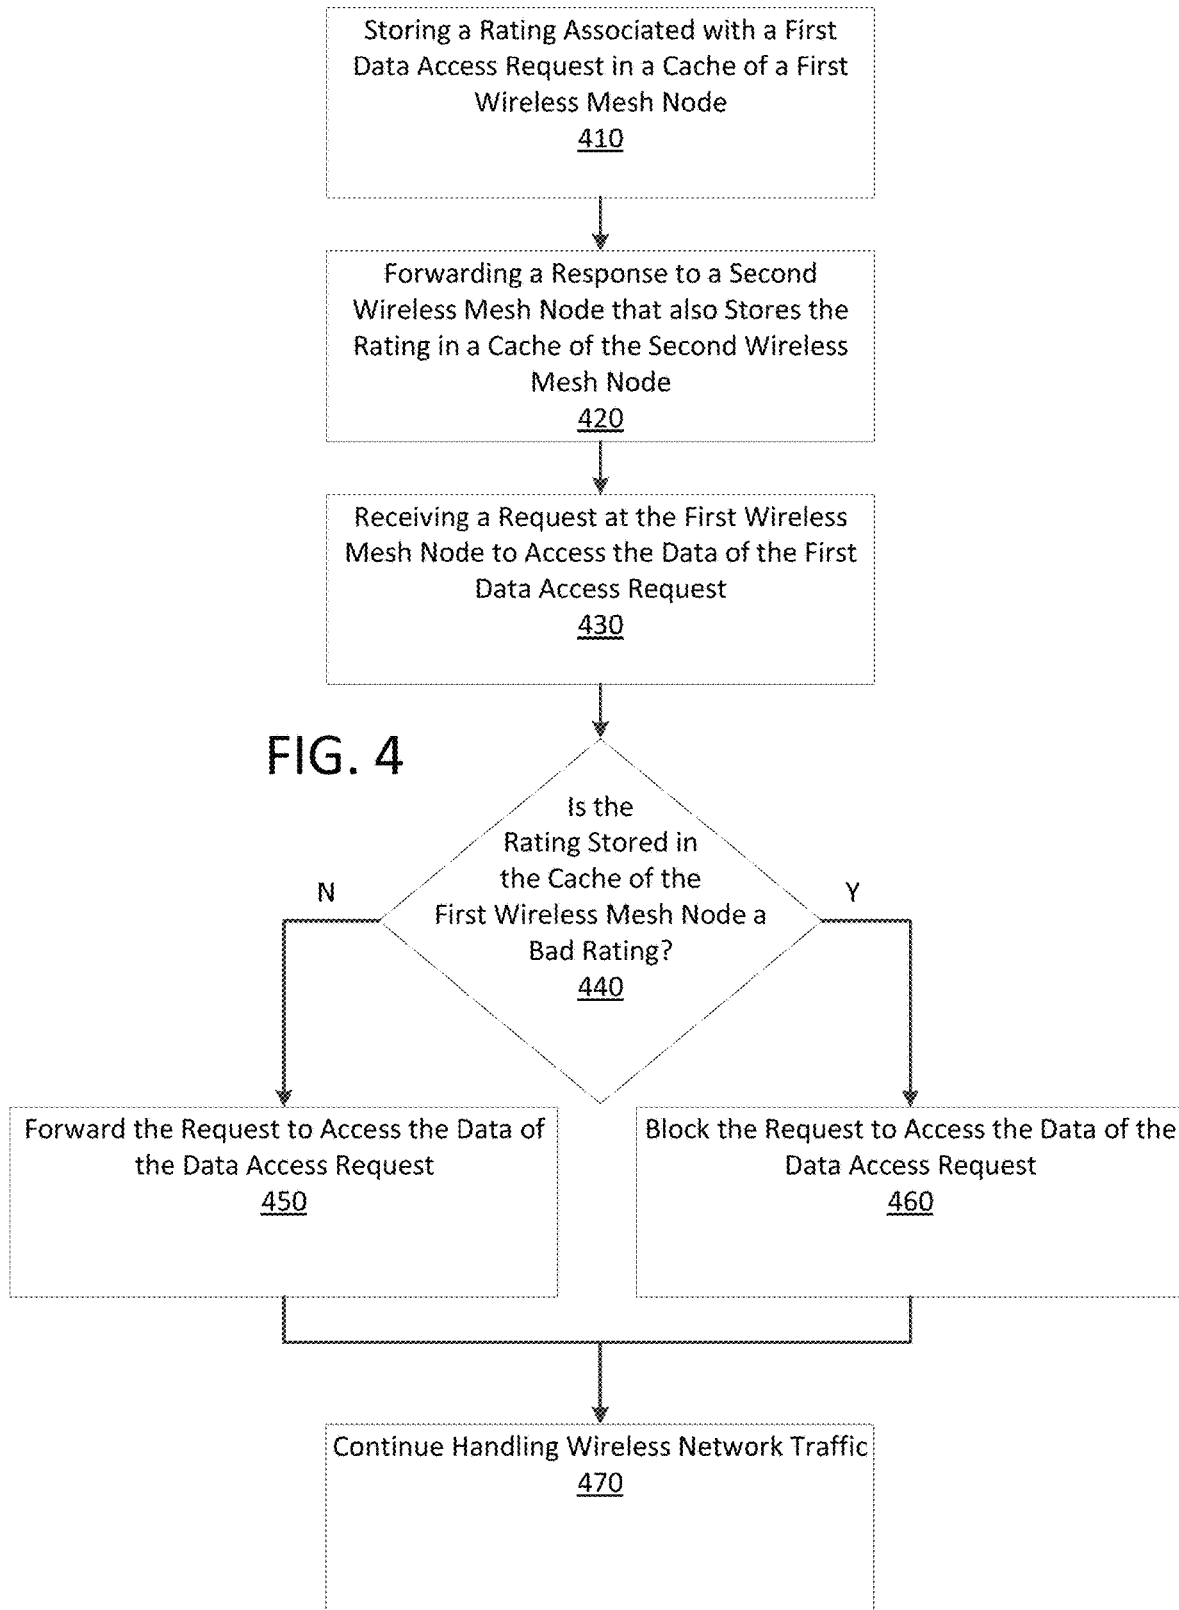 Storing a Rating Associated with a First
Data Access Request in a Cache of a First
Wireless Mesh Node
410
Forwarding a Response to a Second
Wireless Mesh Node that also Stores the
Rating in a Cache of the Second Wireless
Mesh Node
420
Receiving a Request at the First Wireless
Mesh Node to Access the Data of the First
Data Access Request
430
FIG. 4
Is the
Rating Stored in
the Cache of the
First Wireless Mesh Node a
Bad Rating?
440
N
Y
Forward the Request to Access the Data of
the Data Access Request
450
Block the Request to Access the Data of the
Data Access Request
460
Continue Handling Wireless Network Traffic
470